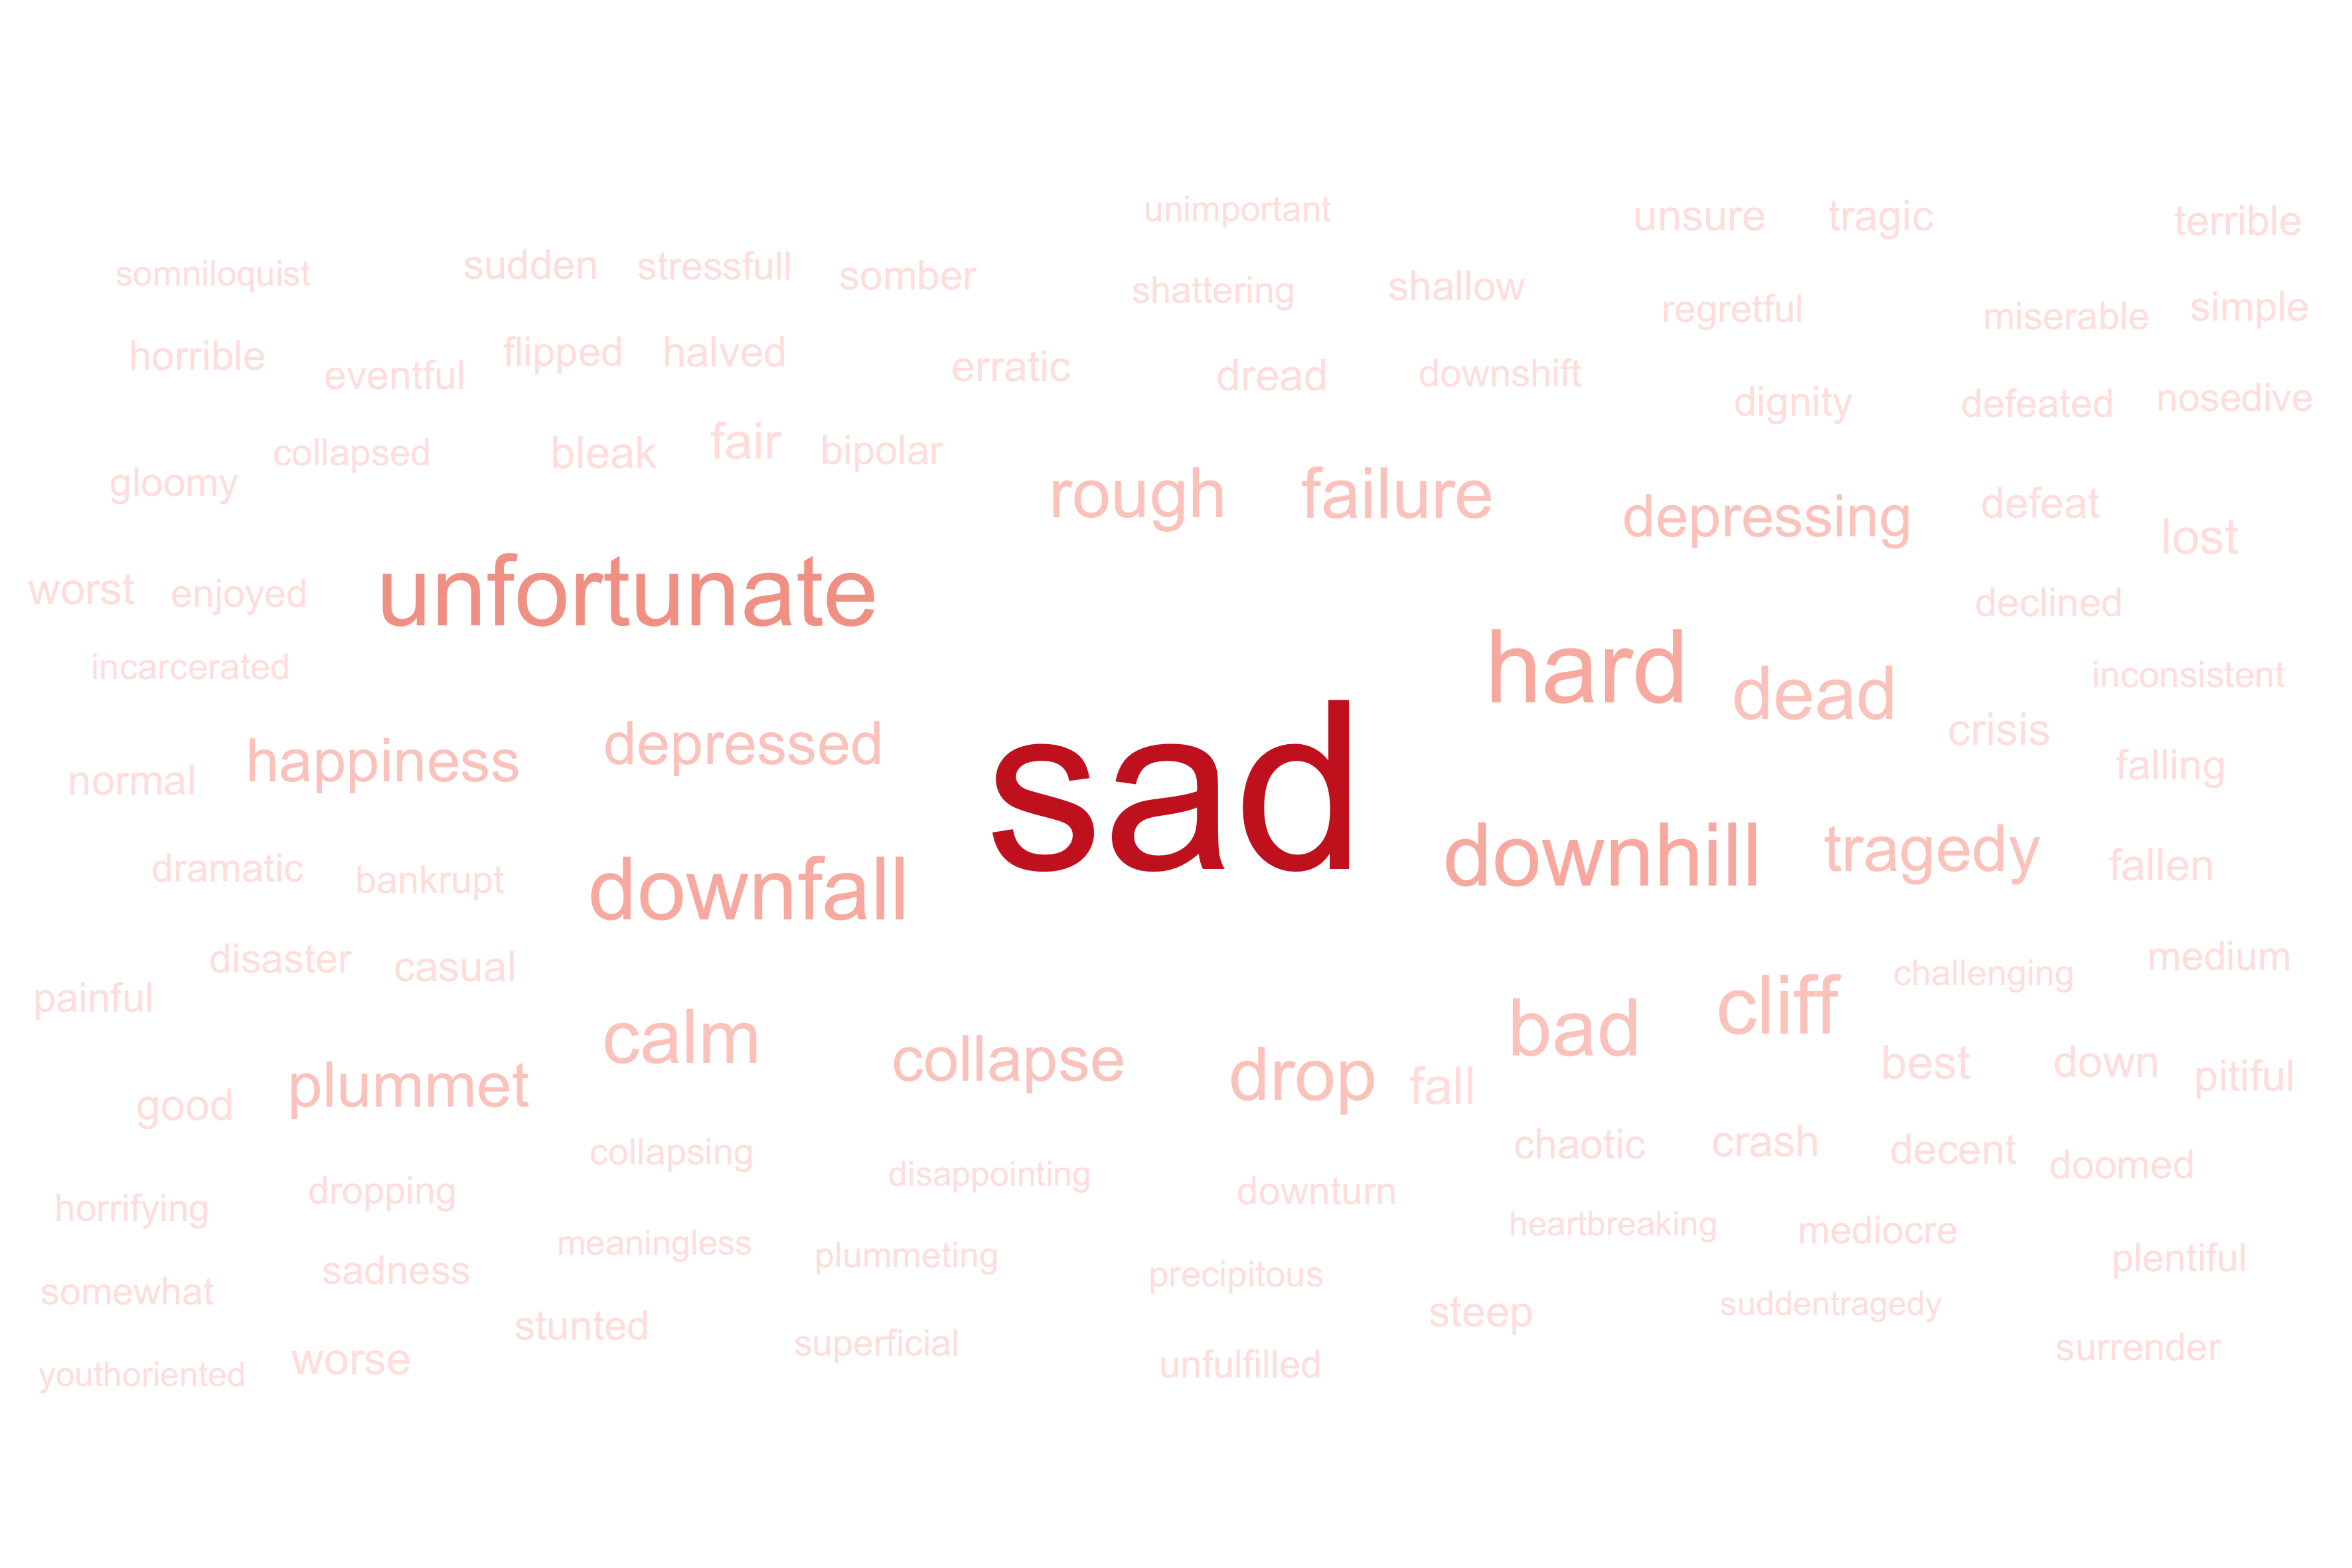 unimportant
unsure tragic terrible
somniloquist sudden stressfull somber shattering shallow regretful miserable simple
horrible eventful flipped halved erratic dread downshift dignity defeated nosedive
gloomy collapsed bleak fair bipolar rough failure depressing defeat lost
worst enjoyed unfortunate declined
incarcerated hard dead inconsistent
normal happiness depressed sad crisis falling
dramatic bankrupt downfall downhill tragedy fallen
painful disaster casual calm bad cliff challenging medium
good plummet collapse drop fall best down pitiful
collapsing disappointing chaotic crash decent doomed
horrifying dropping downturn heartbreaking mediocre
somewhat sadness meaningless plummeting precipitous plentiful
stunted superficial steep suddentragedy surrender
youthoriented worse unfulfilled